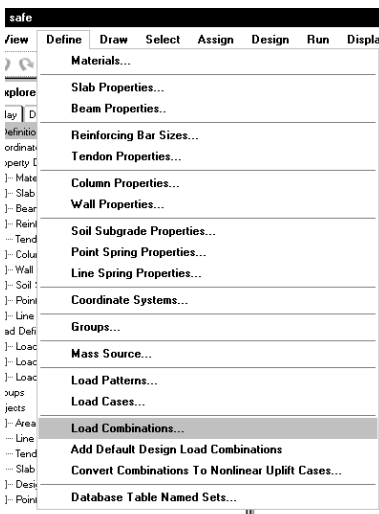 safe
View Define Draw Select Assign Design Run Displa
Materials...
Slab Properties...
Beam Properties..
Reinforcing Bar Sizes...
Tendon Properties...
Column Properties...
Wall Properties...
Soil Subgrade Properties...
Point Spring Properties...
Line Spring Properties...
Coordinate Systems...
Groups...
Mass Source...
Load Patterns...
Load Cases...
Load Combinations...
Add Default Design Load Combinations
Convert Combinations To Nonlinear Uplift Cases...
Database Table Named Sets...
xplore
lay D
Definitio
oordinat
operty D
Mate
Slab
Bear
Reinf
Tend
Colu
Wall
Soil S
Point
Line
ad Defi
Load
Load
Load
oups
jects
Area
Line
Tend
Slab
Desi
Point